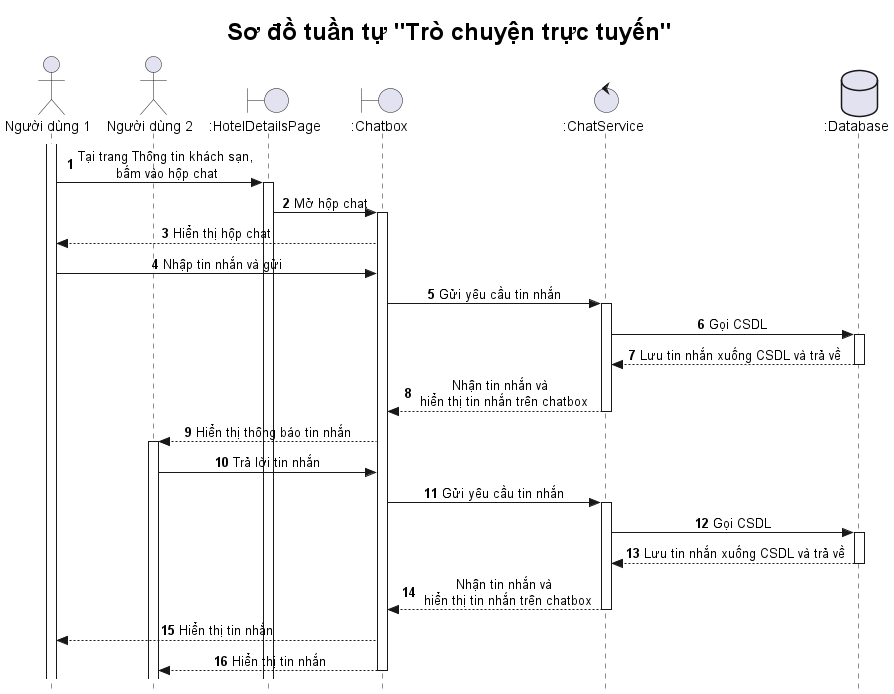 Sơ đồ tuần tự "Trò chuyện trực tuyến"
Người dùng 1
Người dùng 2
:HotelDetailsPage
:Chatbox
:ChatService
:Database
1 Tại trang Thông tin khách sạn,
bấm vào hộp chat
2 Mở hộp chat
3 Hiển thị hộp chat
4 Nhập tin nhắn và gửi
5 Gửi yêu cầu tin nhắn
6 Gọi CSDL
7 Lưu tin nhắn xuống CSDL và trả về
8 Nhận tin nhắn và
hiển thị tin nhắn trên chatbox
9 Hiển thị thông báo tin nhắn
10 Trả lời tin nhắn
11 Gửi yêu cầu tin nhắn
12 Gọi CSDL
13 Lưu tin nhắn xuống CSDL và trả về
14 Nhận tin nhắn và
hiển thị tin nhắn trên chatbox
15 Hiển thị tin nhắn
16 Hiển thị tin nhắn